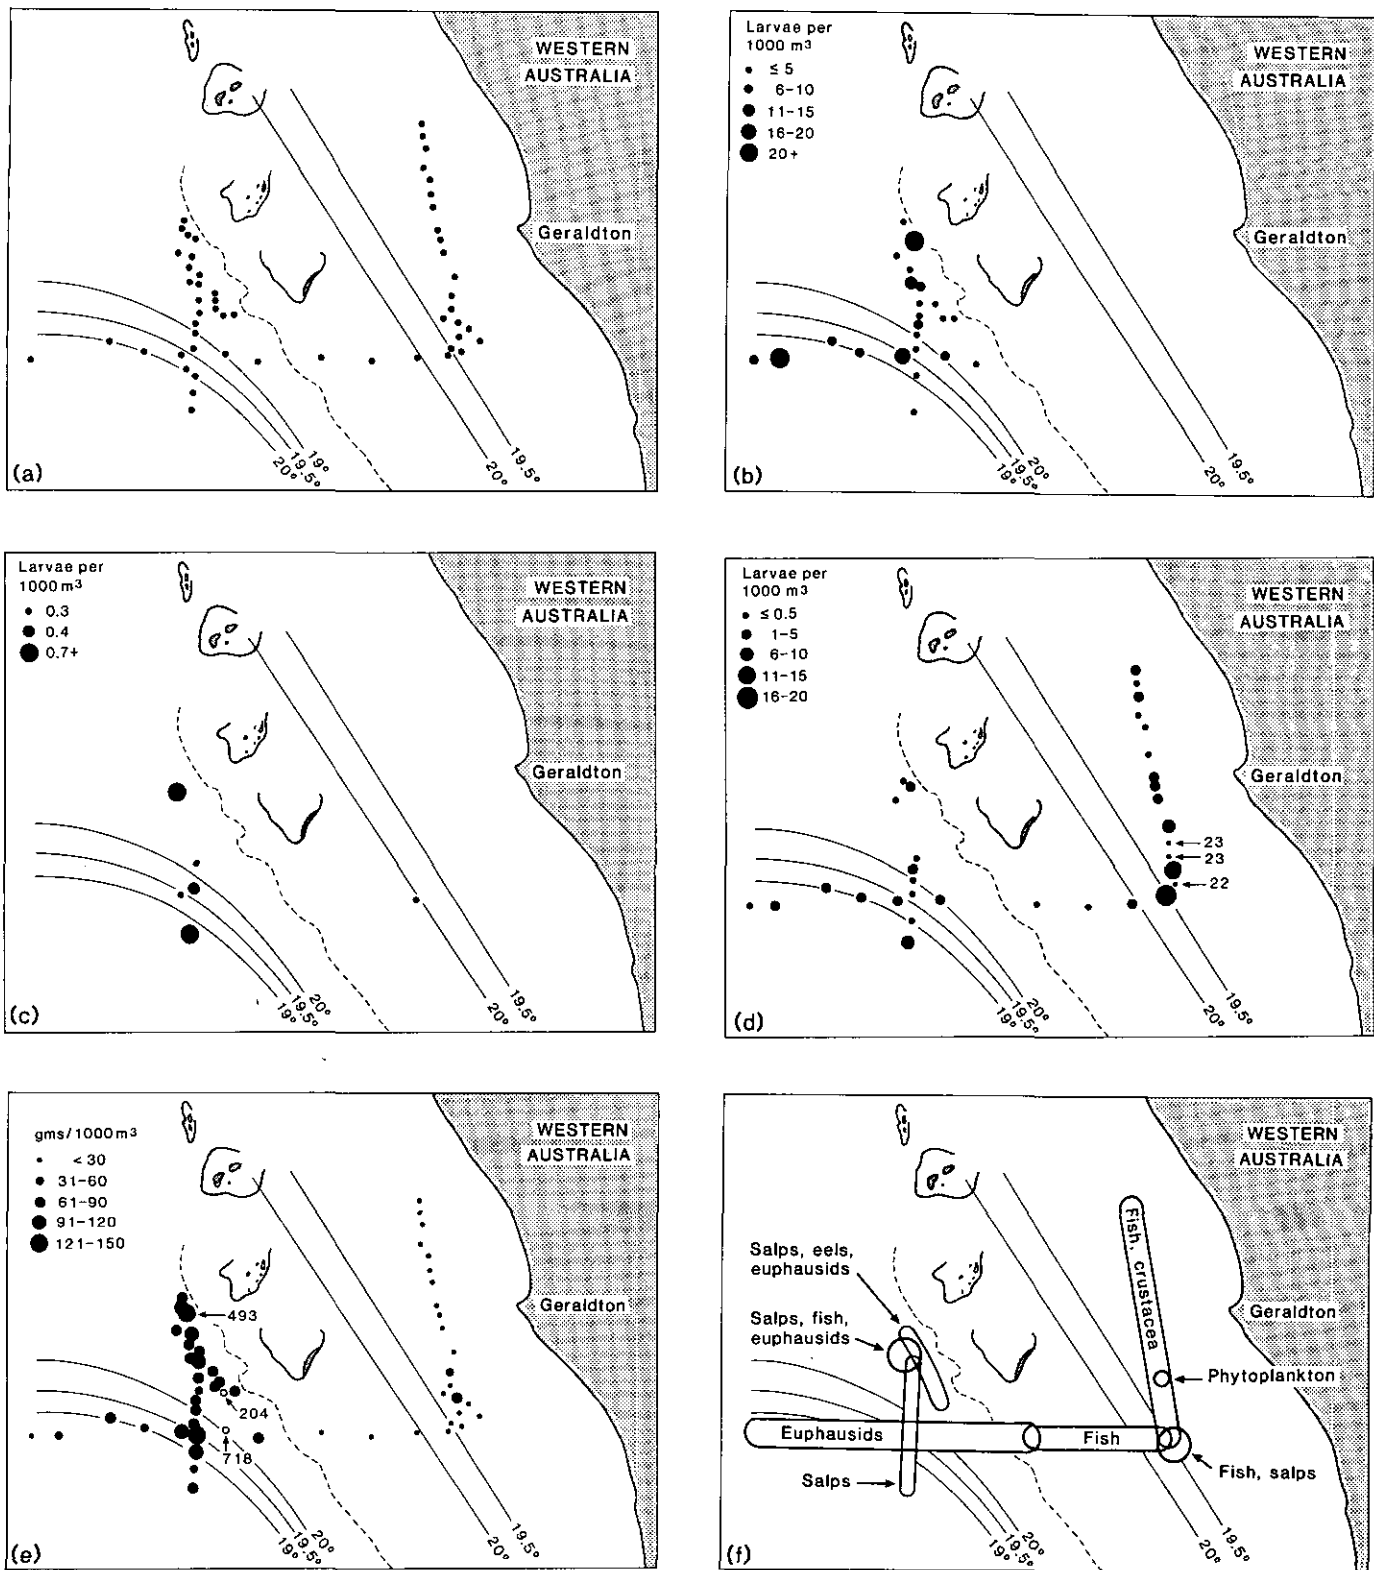 WESTERN
AUSTRALIA
Geraldton
19°
19.5°
20°
19.5°
20°
(a)
Larvae per
1000 m3
≤ 5
6-10
11-15
16-20
20+
WESTERN
AUSTRALIA
Geraldton
20°
19.5°
19°
19.5°
20°
(b)
Larvae per
1000 m3
0.3
0.4
0.7+
WESTERN
AUSTRALIA
Geraldton
20°
19.5°
19°
19.5°
20°
(c)
Larvae per
1000 m3
≤ 0.5
1-5
6-10
11-15
16-20
WESTERN
AUSTRALIA
Geraldton
23
23
22
20°
19.5°
19°
19.5°
20°
(d)
gms/1000m3
< 30
31-60
61-90
91-120
121-150
WESTERN
AUSTRALIA
Geraldton
493
204
718
20°
19.5°
19°
19.5°
20°
(e)
WESTERN
AUSTRALIA
Salps, eels,
euphausids
Fish, crustacea
Geraldton
Salps, fish,
euphausids
Phytoplankton
Euphausids
Fish
Salps
Fish, salps
20°
19.5°
19°
19.5°
20°
(f)